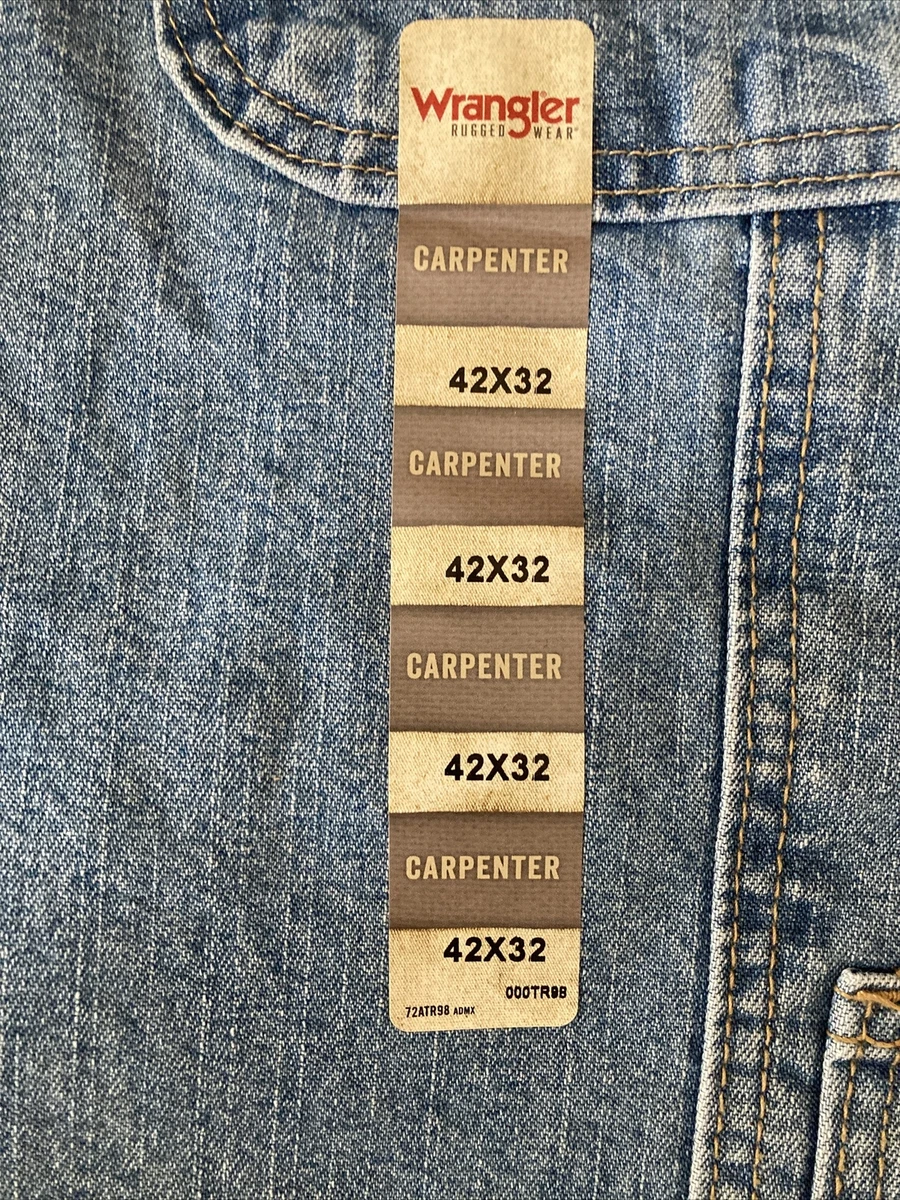 Wrangler
RUGGED WEAR®
CARPENTER
42X32
CARPENTER
42X32
CARPENTER
42X32
CARPENTER
42X32
000TR9B
72ATR98 ADMX